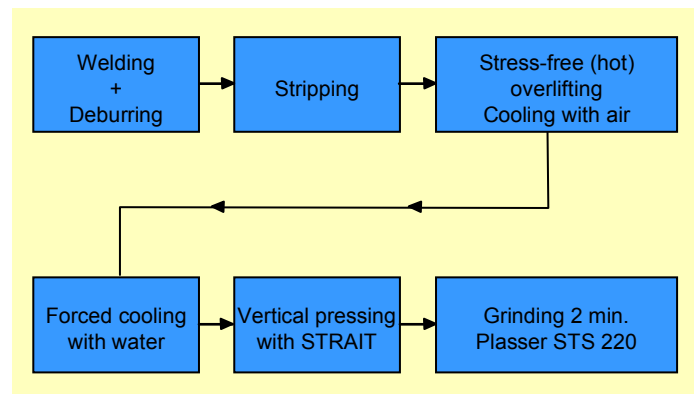 Welding
+
Deburring
Stripping
Stress-free (hot)
overlifting
Cooling with air
Forced cooling
with water
Vertical pressing
with STRAIT
Grinding 2 min.
Plasser STS 220